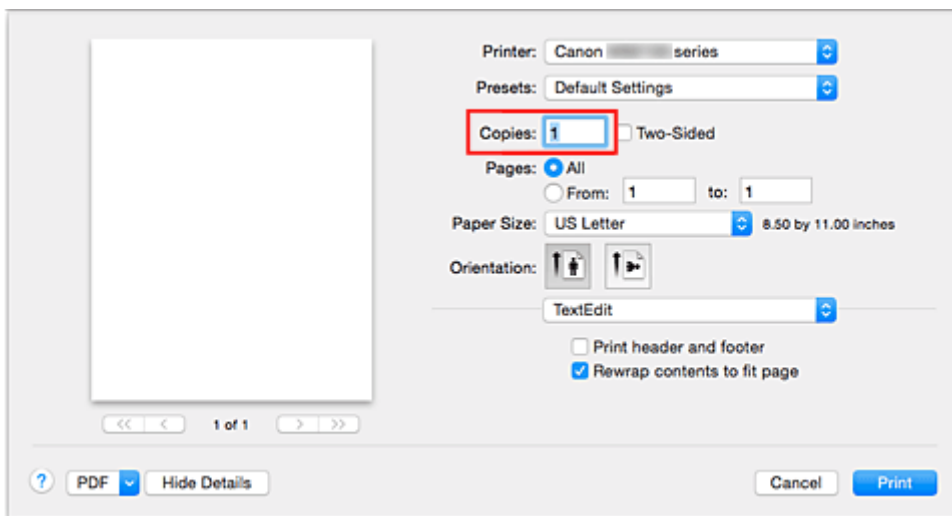 Printer: Canon series
Presets: Default Settings
Copies: 1 Two-Sided
Pages: All
From: 1 to: 1
Paper Size: US Letter 8.50 by 11.00 inches
Orientation:
TextEdit
Print header and footer
Rewrap contents to fit page
<< < 1 of 1 > >>
? PDF Hide Details Cancel Print